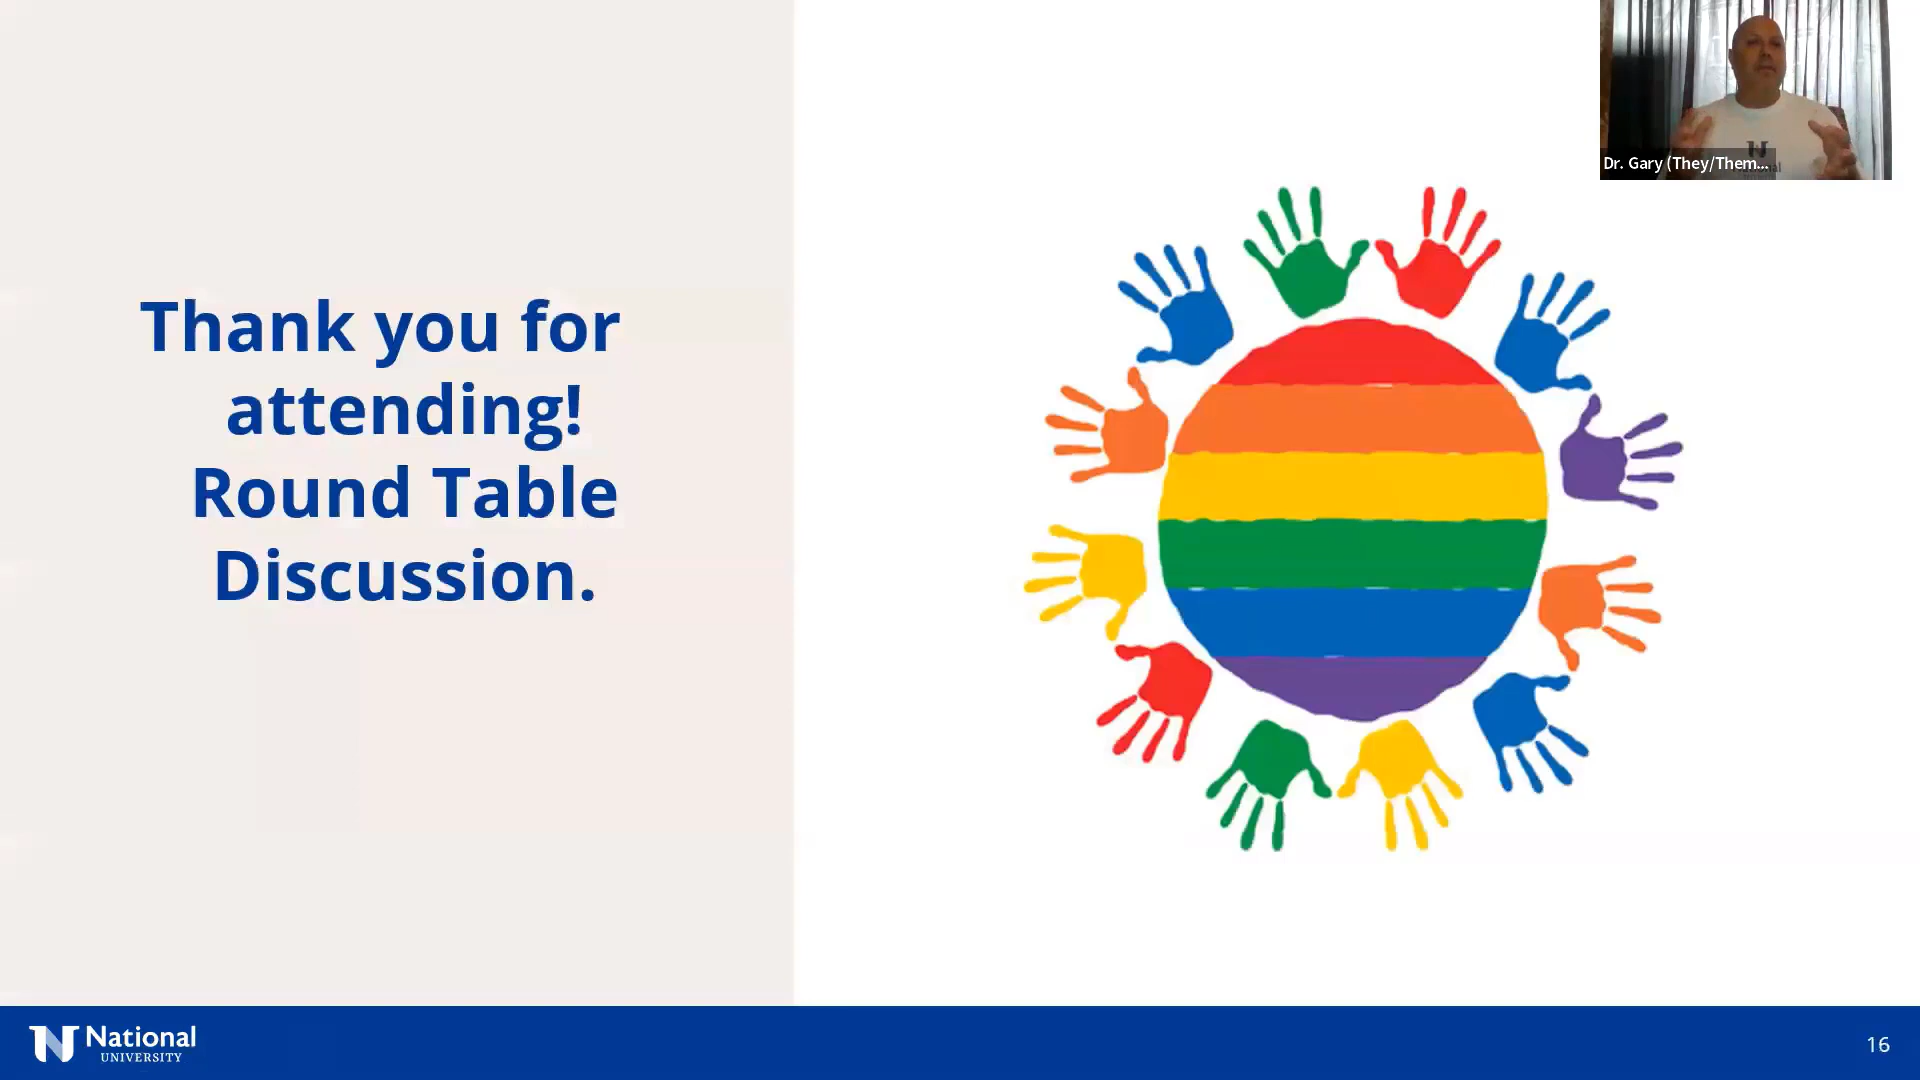 Thank you for
attending!
Round Table
Discussion.
Dr. Gary (They/Them...
National
UNIVERSITY
16